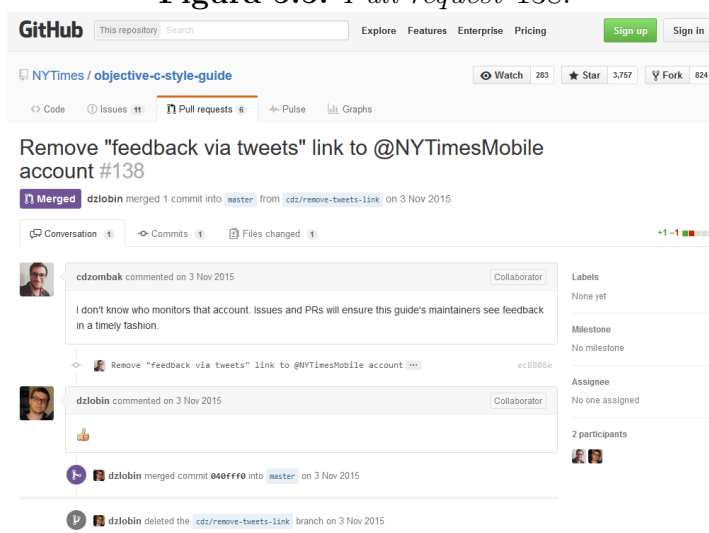 Figura 3.3: Pull request 138.
GitHub This repository Search Explore Features Enterprise Pricing Sign up Sign in
NYTimes / objective-c-style-guide Watch 283 Star 3,757 Fork 824
Code Issues 11 Pull requests 6 Pulse Graphs
Remove "feedback via tweets" link to @NYTimesMobile
account #138
Merged dzlobin merged 1 commit into master from cdz/remove-tweets-link on 3 Nov 2015
Conversation 1 Commits 1 Files changed 1 +1 −1
cdzombak commented on 3 Nov 2015 Collaborator
I don't know who monitors that account. Issues and PRs will ensure this guide's maintainers see feedback
in a timely fashion.
Remove "feedback via tweets" link to @NYTimesMobile account ... ec8808e
dzlobin commented on 3 Nov 2015 Collaborator
dzlobin merged commit 040fff0 into master on 3 Nov 2015
dzlobin deleted the cdz/remove-tweets-link branch on 3 Nov 2015
Labels
None yet
Milestone
No milestone
Assignee
No one assigned
2 participants